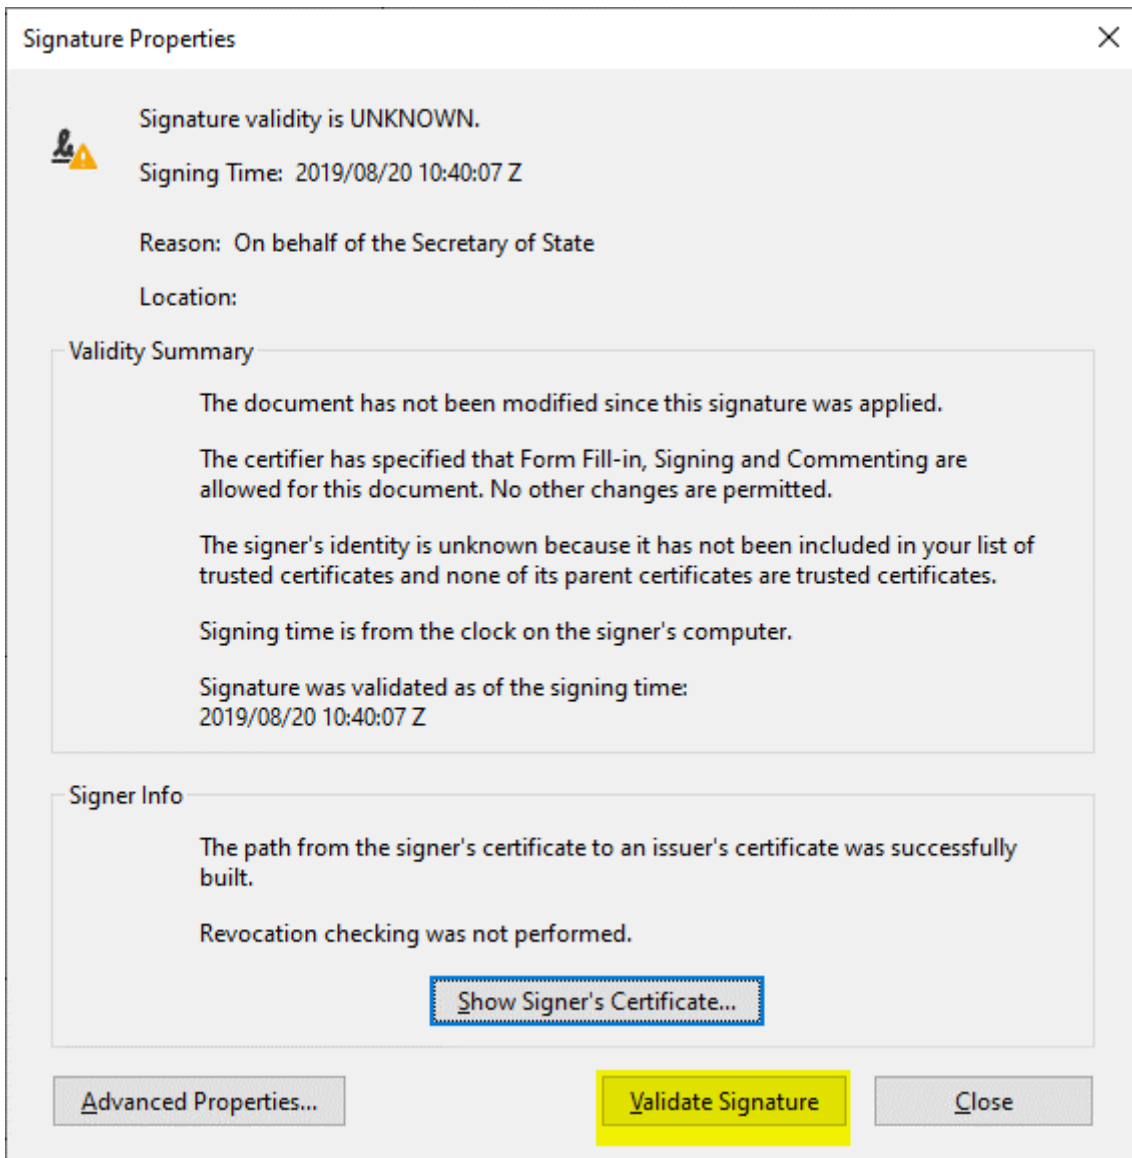 Signature Properties
Signature validity is UNKNOWN.
Signing Time: 2019/08/20 10:40:07 Z
Reason: On behalf of the Secretary of State
Location:
Validity Summary
The document has not been modified since this signature was applied.
The certifier has specified that Form Fill-in, Signing and Commenting are
allowed for this document. No other changes are permitted.
The signer's identity is unknown because it has not been included in your list of
trusted certificates and none of its parent certificates are trusted certificates.
Signing time is from the clock on the signer's computer.
Signature was validated as of the signing time:
2019/08/20 10:40:07 Z
Signer Info
The path from the signer's certificate to an issuer's certificate was successfully
built.
Revocation checking was not performed.
Show Signer's Certificate...
Advanced Properties...
Validate Signature
Close